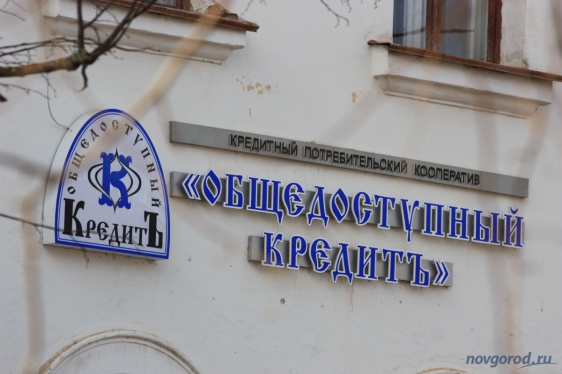 ОБЩЕДОСТУПНЫЙ
К
КРЕДИТЪ
КРЕДИТНЫЙ ПОТРЕБИТЕЛЬСКИЙ КООПЕРАТИВ
«ОБЩЕДОСТУПНЫЙ
КРЕДИТЪ»
novgorod.ru